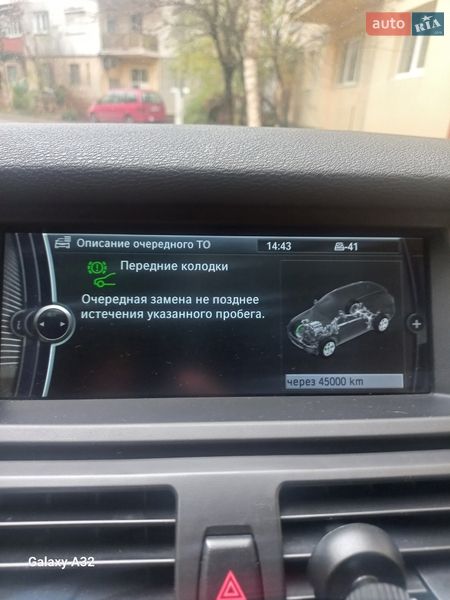 auto RIA
Описание очередного ТО 14:43 -41
Передние колодки
Очередная замена не позднее
истечения указанного пробега.
через 45000 km
Galaxy A32